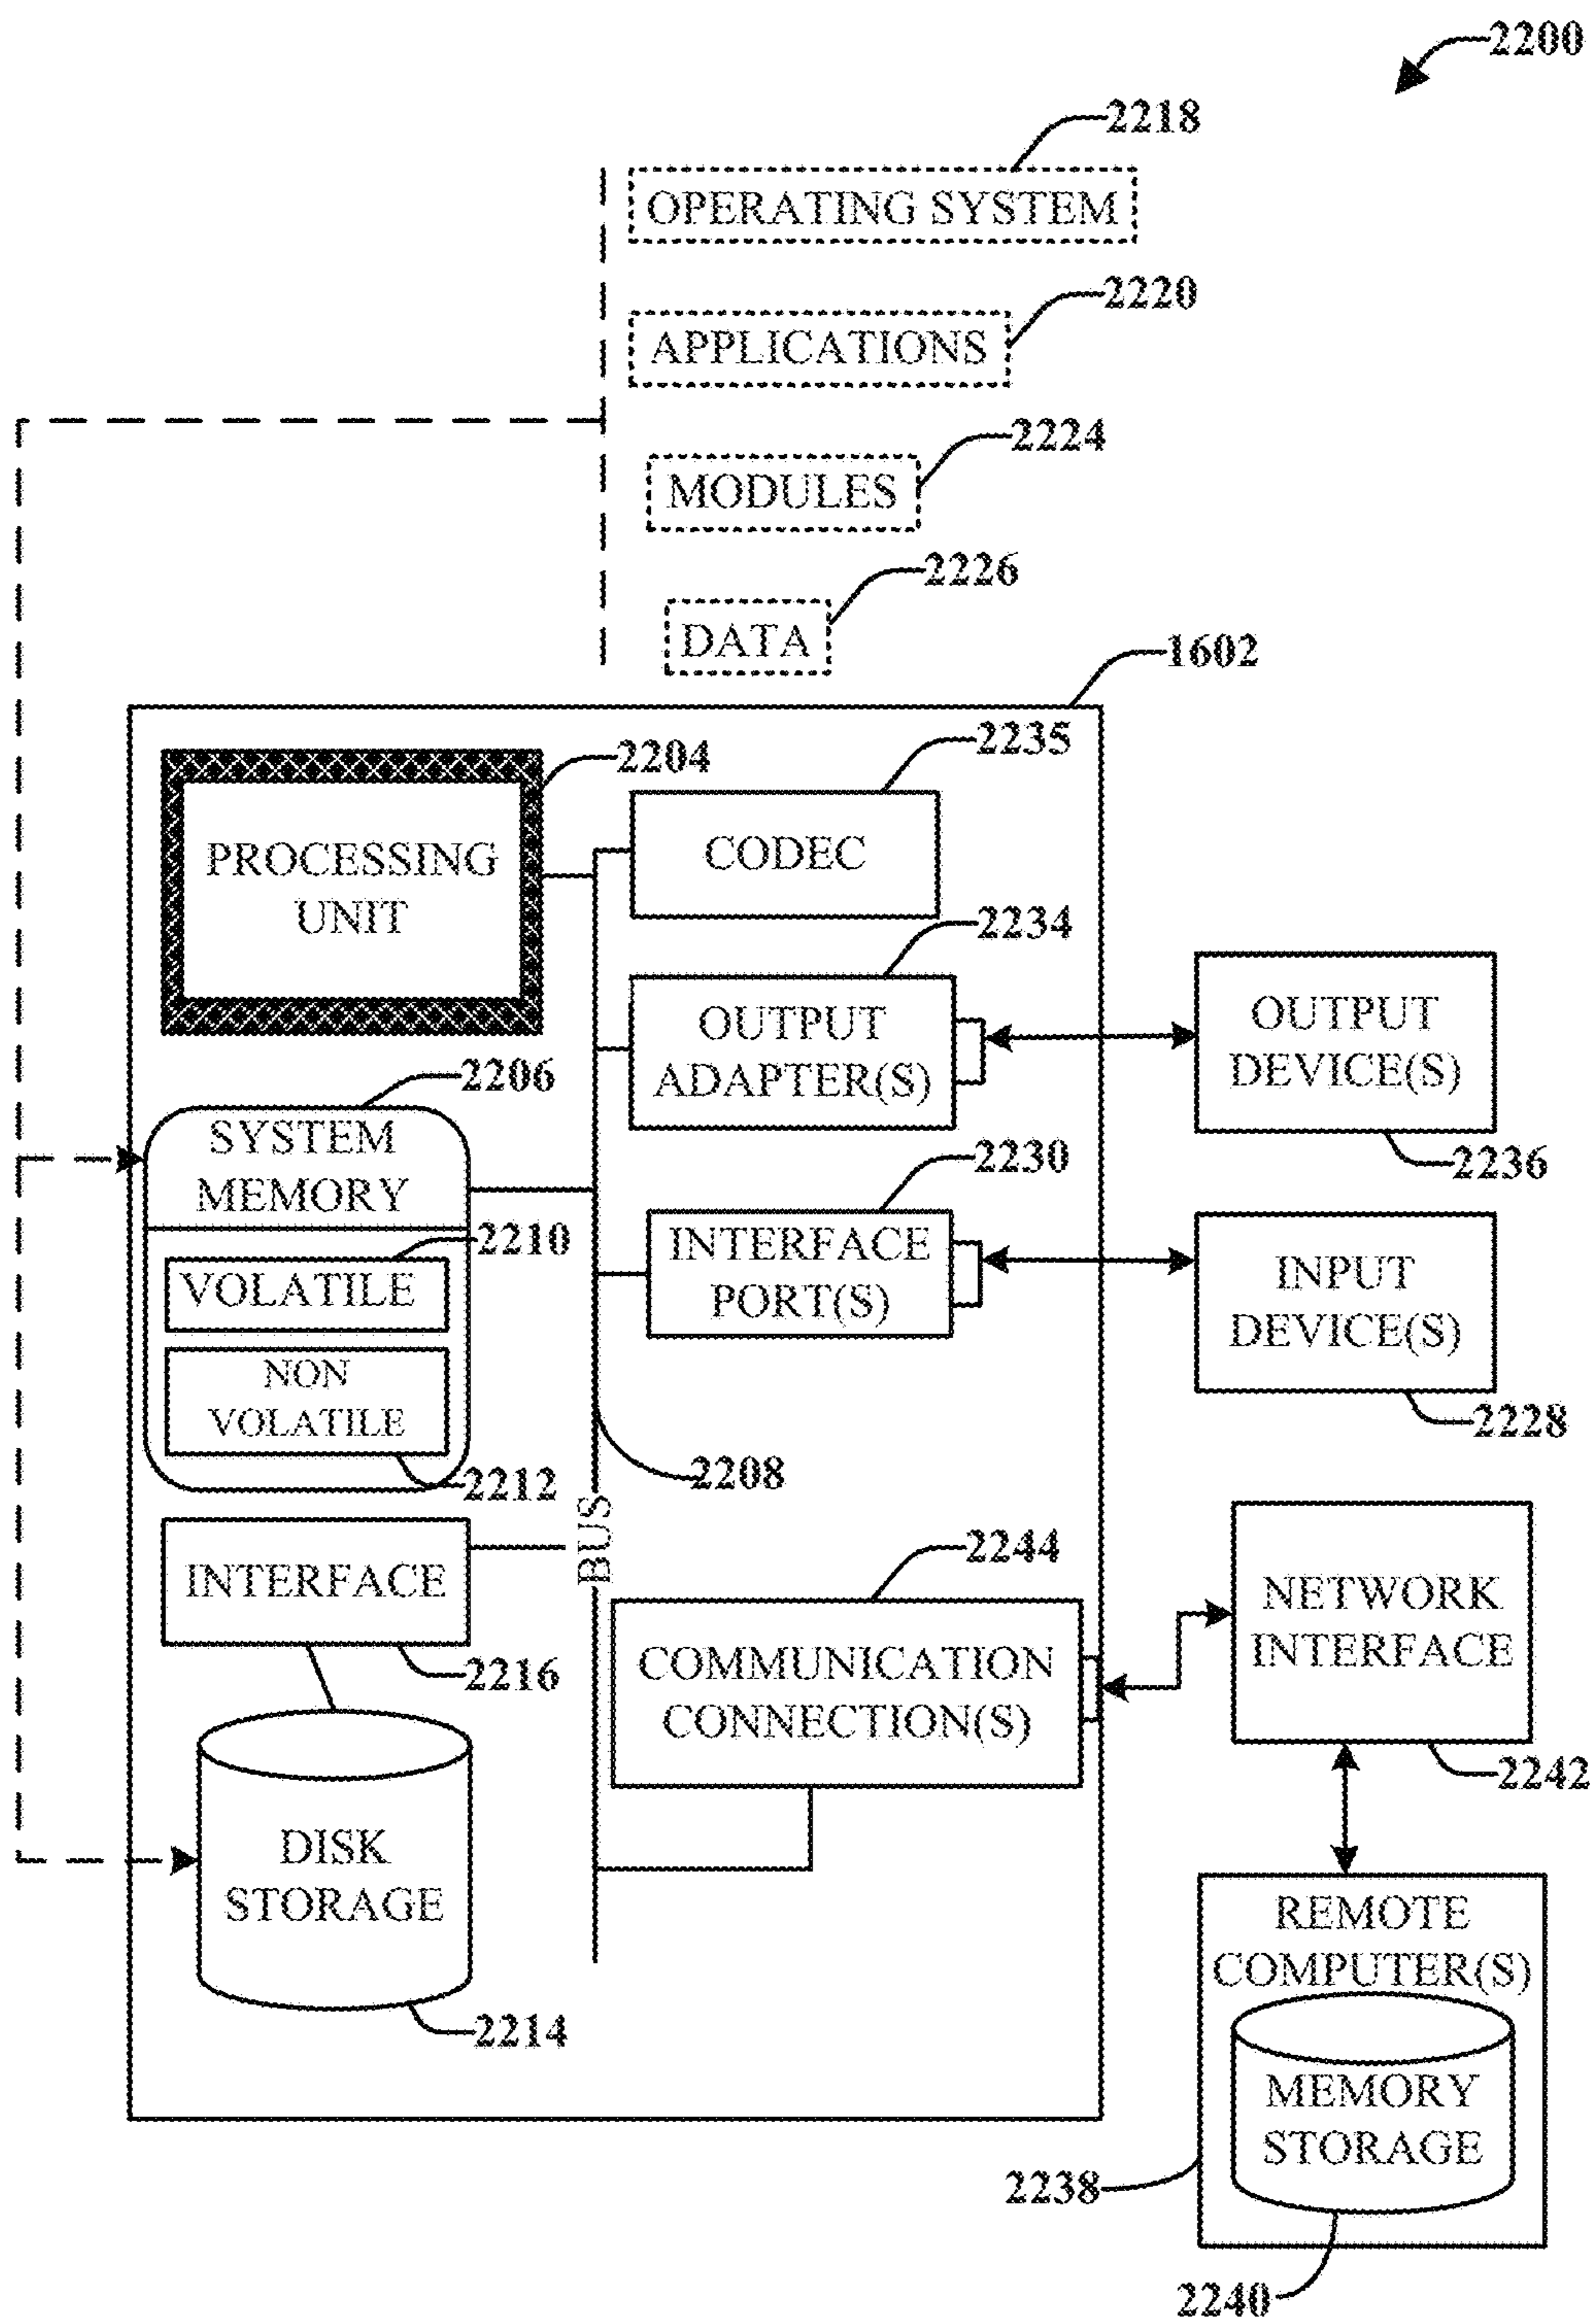 2200
2218
OPERATING SYSTEM
2220
APPLICATIONS
2224
MODULES
2226
DATA
1602
2204
PROCESSING
UNIT
2235
CODEC
2234
OUTPUT
ADAPTER(S)
OUTPUT
DEVICE(S)
2236
2206
SYSTEM
MEMORY
2210
VOLATILE
NON
VOLATILE
2212
2230
INTERFACE
PORT(S)
INPUT
DEVICE(S)
2228
2208
BUS
INTERFACE
2216
2244
COMMUNICATION
CONNECTION(S)
NETWORK
INTERFACE
2242
DISK
STORAGE
2214
REMOTE
COMPUTER(S)
MEMORY
STORAGE
2238
2240